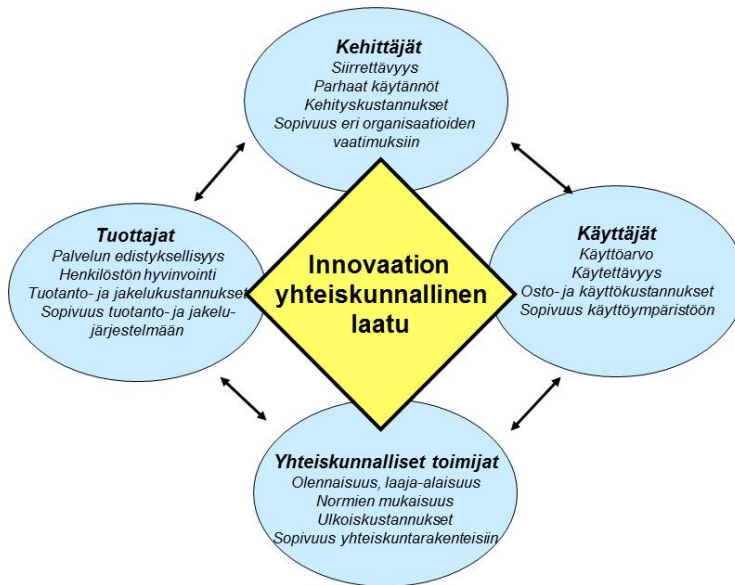 Kehittäjät
Siirrettävyys
Parhaat käytännöt
Kehityskustannukset
Sopivuus eri organisaatioiden
vaatimuksiin
Tuottajat
Palvelun edistyksellisyys
Henkilöstön hyvinvointi
Tuotanto- ja jakelukustannukset
Sopivuus tuotanto- ja jakelu-
järjestelmään
Innovaation
yhteiskunnallinen
laatu
Käyttäjät
Käyttöarvo
Käytettävyys
Osto- ja käyttökustannukset
Sopivuus käyttöympäristöön
Yhteiskunnalliset toimijat
Olennaisuus, laaja-alaisuus
Normien mukaisuus
Ulkoiskustannukset
Sopivuus yhteiskuntarakenteisiin